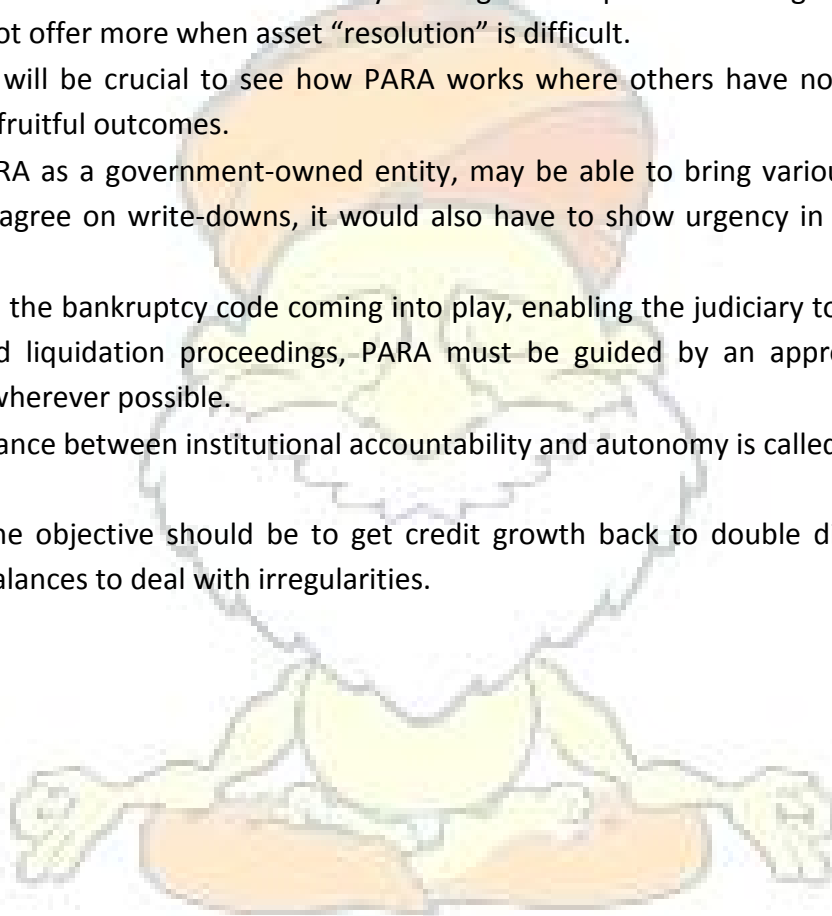 ot offer more when asset “resolution” is difficult.
will be crucial to see how PARA works where others have no
fruitful outcomes.
RA as a government-owned entity, may be able to bring variou
agree on write-downs, it would also have to show urgency in
the bankruptcy code coming into play, enabling the judiciary to
d liquidation proceedings, PARA must be guided by an appr
wherever possible.
ance between institutional accountability and autonomy is called
ne objective should be to get credit growth back to double d
alances to deal with irregularities.